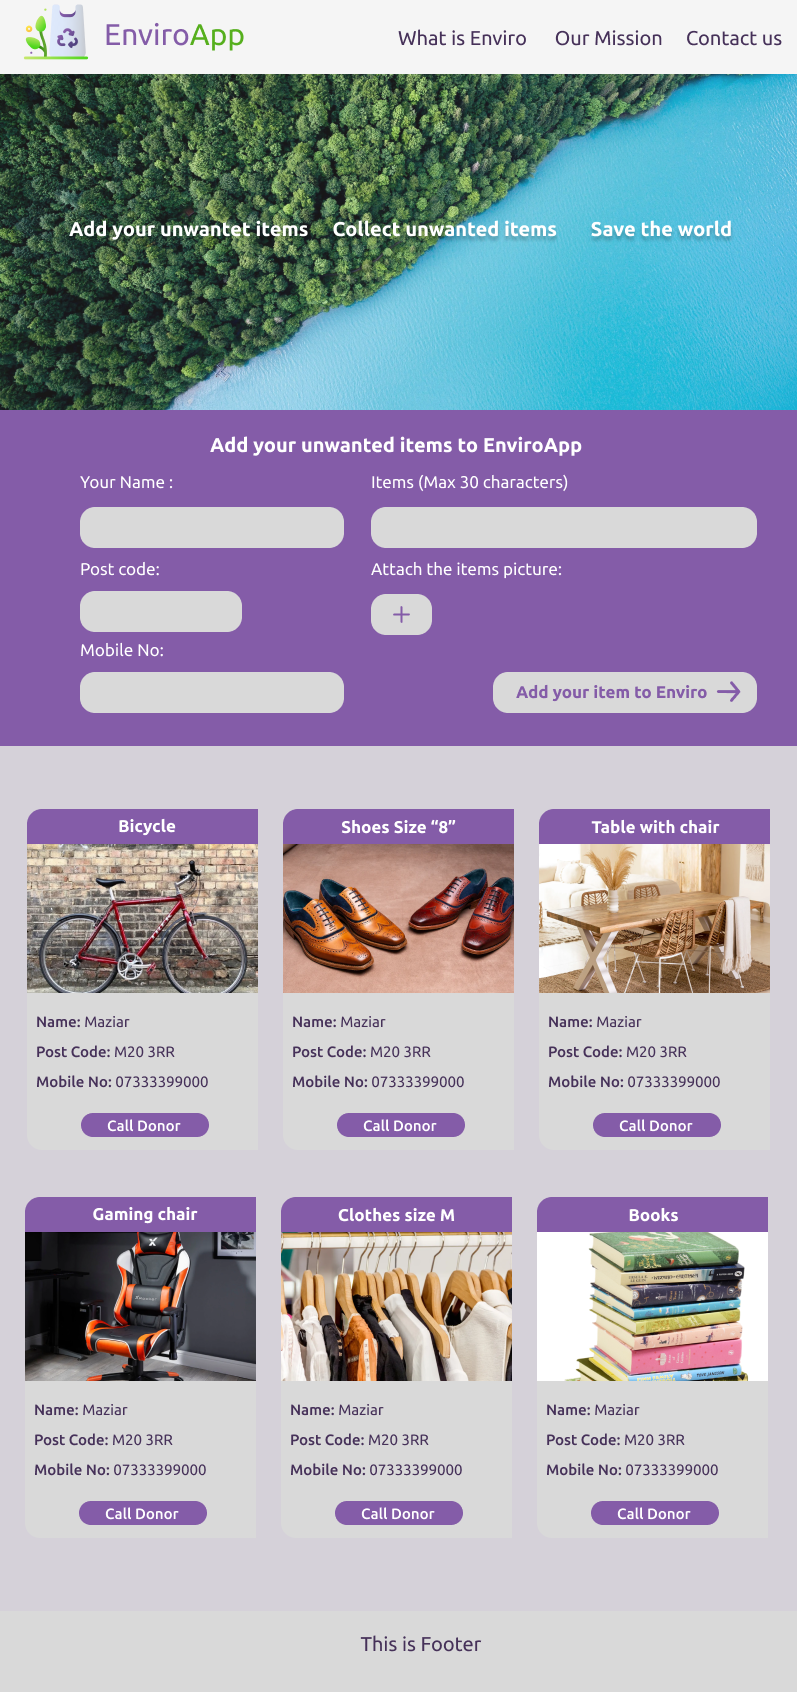 EnviroApp
What is Enviro
Our Mission
Contact us
Add your unwantet items
Collect unwanted items
Save the world
Add your unwanted items to EnviroApp
Your Name :
Items (Max 30 characters)
Post code:
Attach the items picture:
+
Mobile No:
Add your item to Enviro →
Bicycle
Name: Maziar
Post Code: M20 3RR
Mobile No: 07333399000
Call Donor
Shoes Size “8”
Name: Maziar
Post Code: M20 3RR
Mobile No: 07333399000
Call Donor
Table with chair
Name: Maziar
Post Code: M20 3RR
Mobile No: 07333399000
Call Donor
Gaming chair
Name: Maziar
Post Code: M20 3RR
Mobile No: 07333399000
Call Donor
Clothes size M
Name: Maziar
Post Code: M20 3RR
Mobile No: 07333399000
Call Donor
Books
Name: Maziar
Post Code: M20 3RR
Mobile No: 07333399000
Call Donor
This is Footer